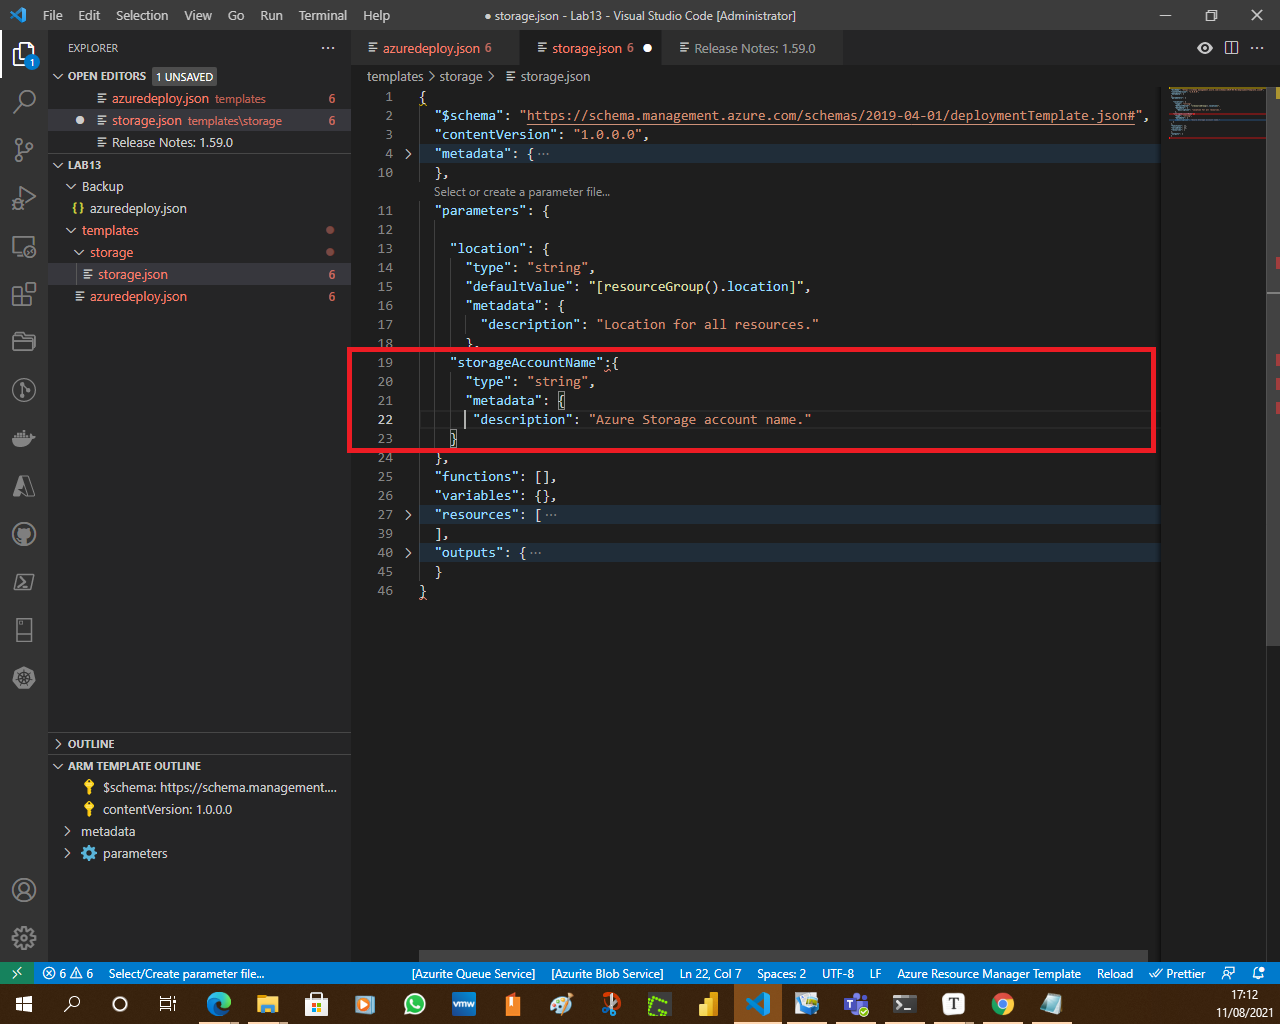 File Edit Selection View Go Run Terminal Help
● storage.json - Lab13 - Visual Studio Code [Administrator]
EXPLORER
azuredeploy.json 6
storage.json 6
Release Notes: 1.59.0
OPEN EDITORS 1 UNSAVED
azuredeploy.json templates 6
storage.json templates\storage 6
Release Notes: 1.59.0
LAB13
Backup
azuredeploy.json
templates
storage
storage.json 6
azuredeploy.json 6
OUTLINE
ARM TEMPLATE OUTLINE
$schema: https://schema.management....
contentVersion: 1.0.0.0
metadata
parameters
templates > storage > storage.json
1 {
2 "$schema": "https://schema.management.azure.com/schemas/2019-04-01/deploymentTemplate.json#",
3 "contentVersion": "1.0.0.0",
4 "metadata": { ···
10 },
Select or create a parameter file...
11 "parameters": {
12
13 "location": {
14 "type": "string",
15 "defaultValue": "[resourceGroup().location]",
16 "metadata": {
17 "description": "Location for all resources."
18 },
19 "storageAccountName":{
20 "type": "string",
21 "metadata": {
22 "description": "Azure Storage account name."
23 }
24 },
25 "functions": [],
26 "variables": {},
27 "resources": [ ···
39 ],
40 "outputs": { ···
45 }
46 }
6 6 Select/Create parameter file... [Azurite Queue Service] [Azurite Blob Service] Ln 22, Col 7 Spaces: 2 UTF-8 LF Azure Resource Manager Template Reload Prettier
vmw
T
17:12
11/08/2021